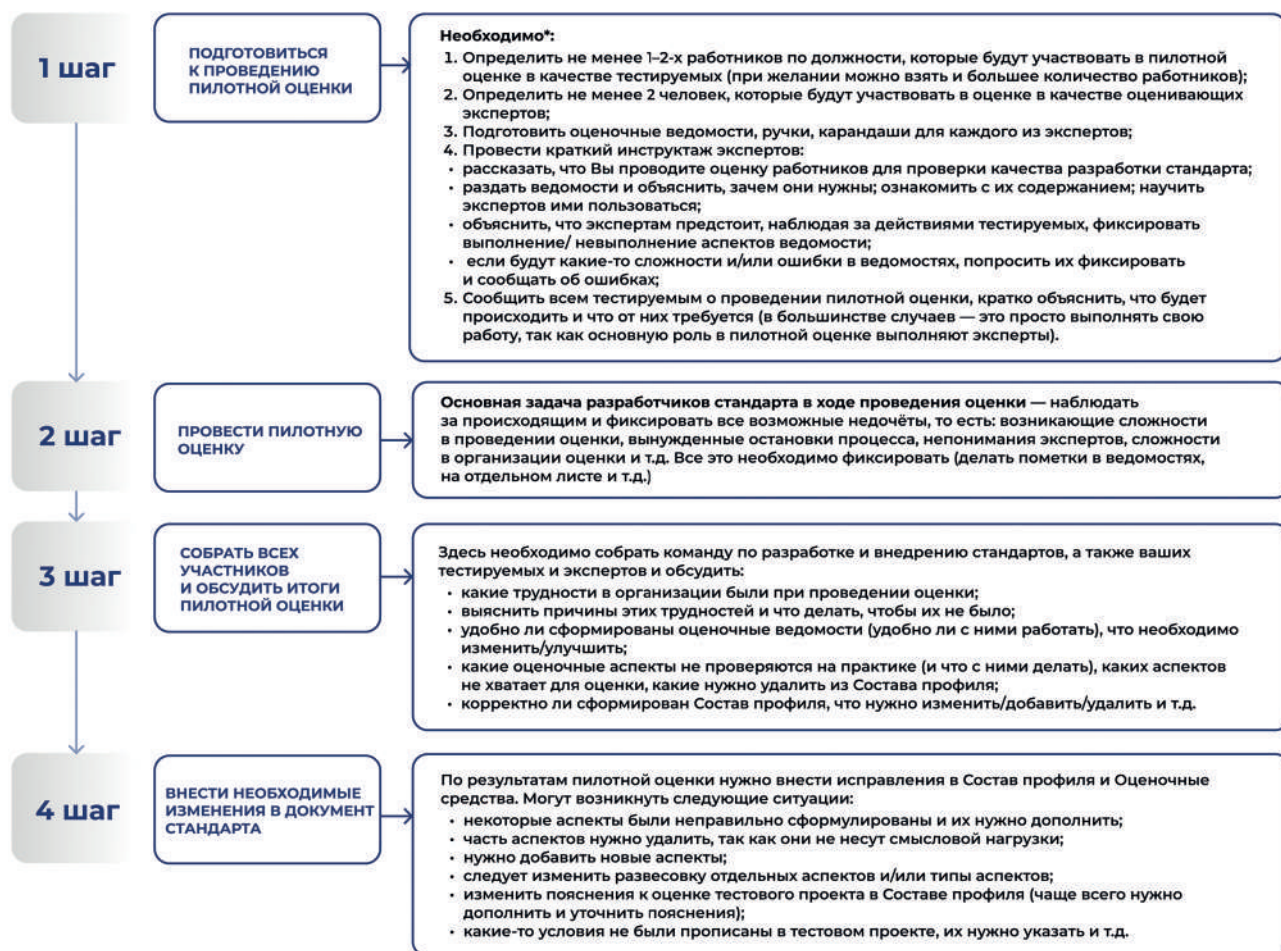 1 шаг
ПОДГОТОВИТЬСЯ
К ПРОВЕДЕНИЮ
ПИЛОТНОЙ ОЦЕНКИ
Необходимо*:
1. Определить не менее 1–2-х работников по должности, которые будут участвовать в пилотной
оценке в качестве тестируемых (при желании можно взять и большее количество работников);
2. Определить не менее 2 человек, которые будут участвовать в оценке в качестве оценивающих
экспертов;
3. Подготовить оценочные ведомости, ручки, карандаши для каждого из экспертов;
4. Провести краткий инструктаж экспертов:
• рассказать, что Вы проводите оценку работников для проверки качества разработки стандарта;
• раздать ведомости и объяснить, зачем они нужны; ознакомить с их содержанием; научить
экспертов ими пользоваться;
• объяснить, что экспертам предстоит, наблюдая за действиями тестируемых, фиксировать
выполнение/ невыполнение аспектов ведомости;
• если будут какие-то сложности и/или ошибки в ведомостях, попросить их фиксировать
и сообщать об ошибках;
5. Сообщить всем тестируемым о проведении пилотной оценки, кратко объяснить, что будет
происходить и что от них требуется (в большинстве случаев — это просто выполнять свою
работу, так как основную роль в пилотной оценке выполняют эксперты).
2 шаг
ПРОВЕСТИ ПИЛОТНУЮ
ОЦЕНКУ
Основная задача разработчиков стандарта в ходе проведения оценки — наблюдать
за происходящим и фиксировать все возможные недочёты, то есть: возникающие сложности
в проведении оценки, вынужденные остановки процесса, непонимания экспертов, сложности
в организации оценки и т.д. Все это необходимо фиксировать (делать пометки в ведомостях,
на отдельном листе и т.д.)
3 шаг
СОБРАТЬ ВСЕХ
УЧАСТНИКОВ
И ОБСУДИТЬ ИТОГИ
ПИЛОТНОЙ ОЦЕНКИ
Здесь необходимо собрать команду по разработке и внедрению стандартов, а также ваших
тестируемых и экспертов и обсудить:
• какие трудности в организации были при проведении оценки;
• выяснить причины этих трудностей и что делать, чтобы их не было;
• удобно ли сформированы оценочные ведомости (удобно ли с ними работать), что необходимо
изменить/улучшить;
• какие оценочные аспекты не проверяются на практике (и что с ними делать), каких аспектов
не хватает для оценки, какие нужно удалить из Состава профиля;
• корректно ли сформирован Состав профиля, что нужно изменить/добавить/удалить и т.д.
4 шаг
ВНЕСТИ НЕОБХОДИМЫЕ
ИЗМЕНЕНИЯ В ДОКУМЕНТ
СТАНДАРТА
По результатам пилотной оценки нужно внести исправления в Состав профиля и Оценочные
средства. Могут возникнуть следующие ситуации:
• некоторые аспекты были неправильно сформулированы и их нужно дополнить;
• часть аспектов нужно удалить, так как они не несут смысловой нагрузки;
• нужно добавить новые аспекты;
• следует изменить развесовку отдельных аспектов и/или типы аспектов;
• изменить пояснения к оценке тестового проекта в Составе профиля (чаще всего нужно
дополнить и уточнить пояснения);
• какие-то условия не были прописаны в тестовом проекте, их нужно указать и т.д.